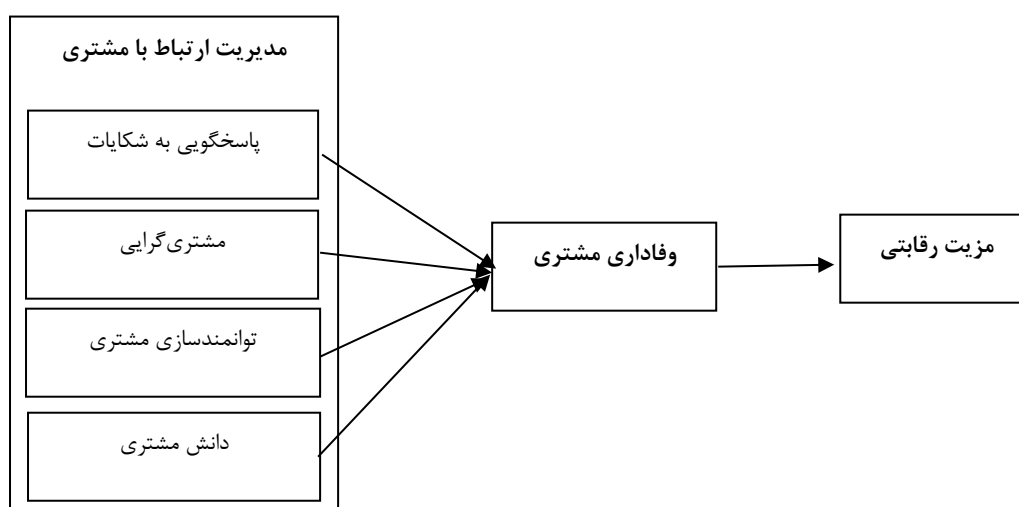 مدیریت ارتباط با مشتری
پاسخگویی به شکایات
مشتری‌گرایی
توانمندسازی مشتری
دانش مشتری
وفاداری مشتری
مزیت رقابتی